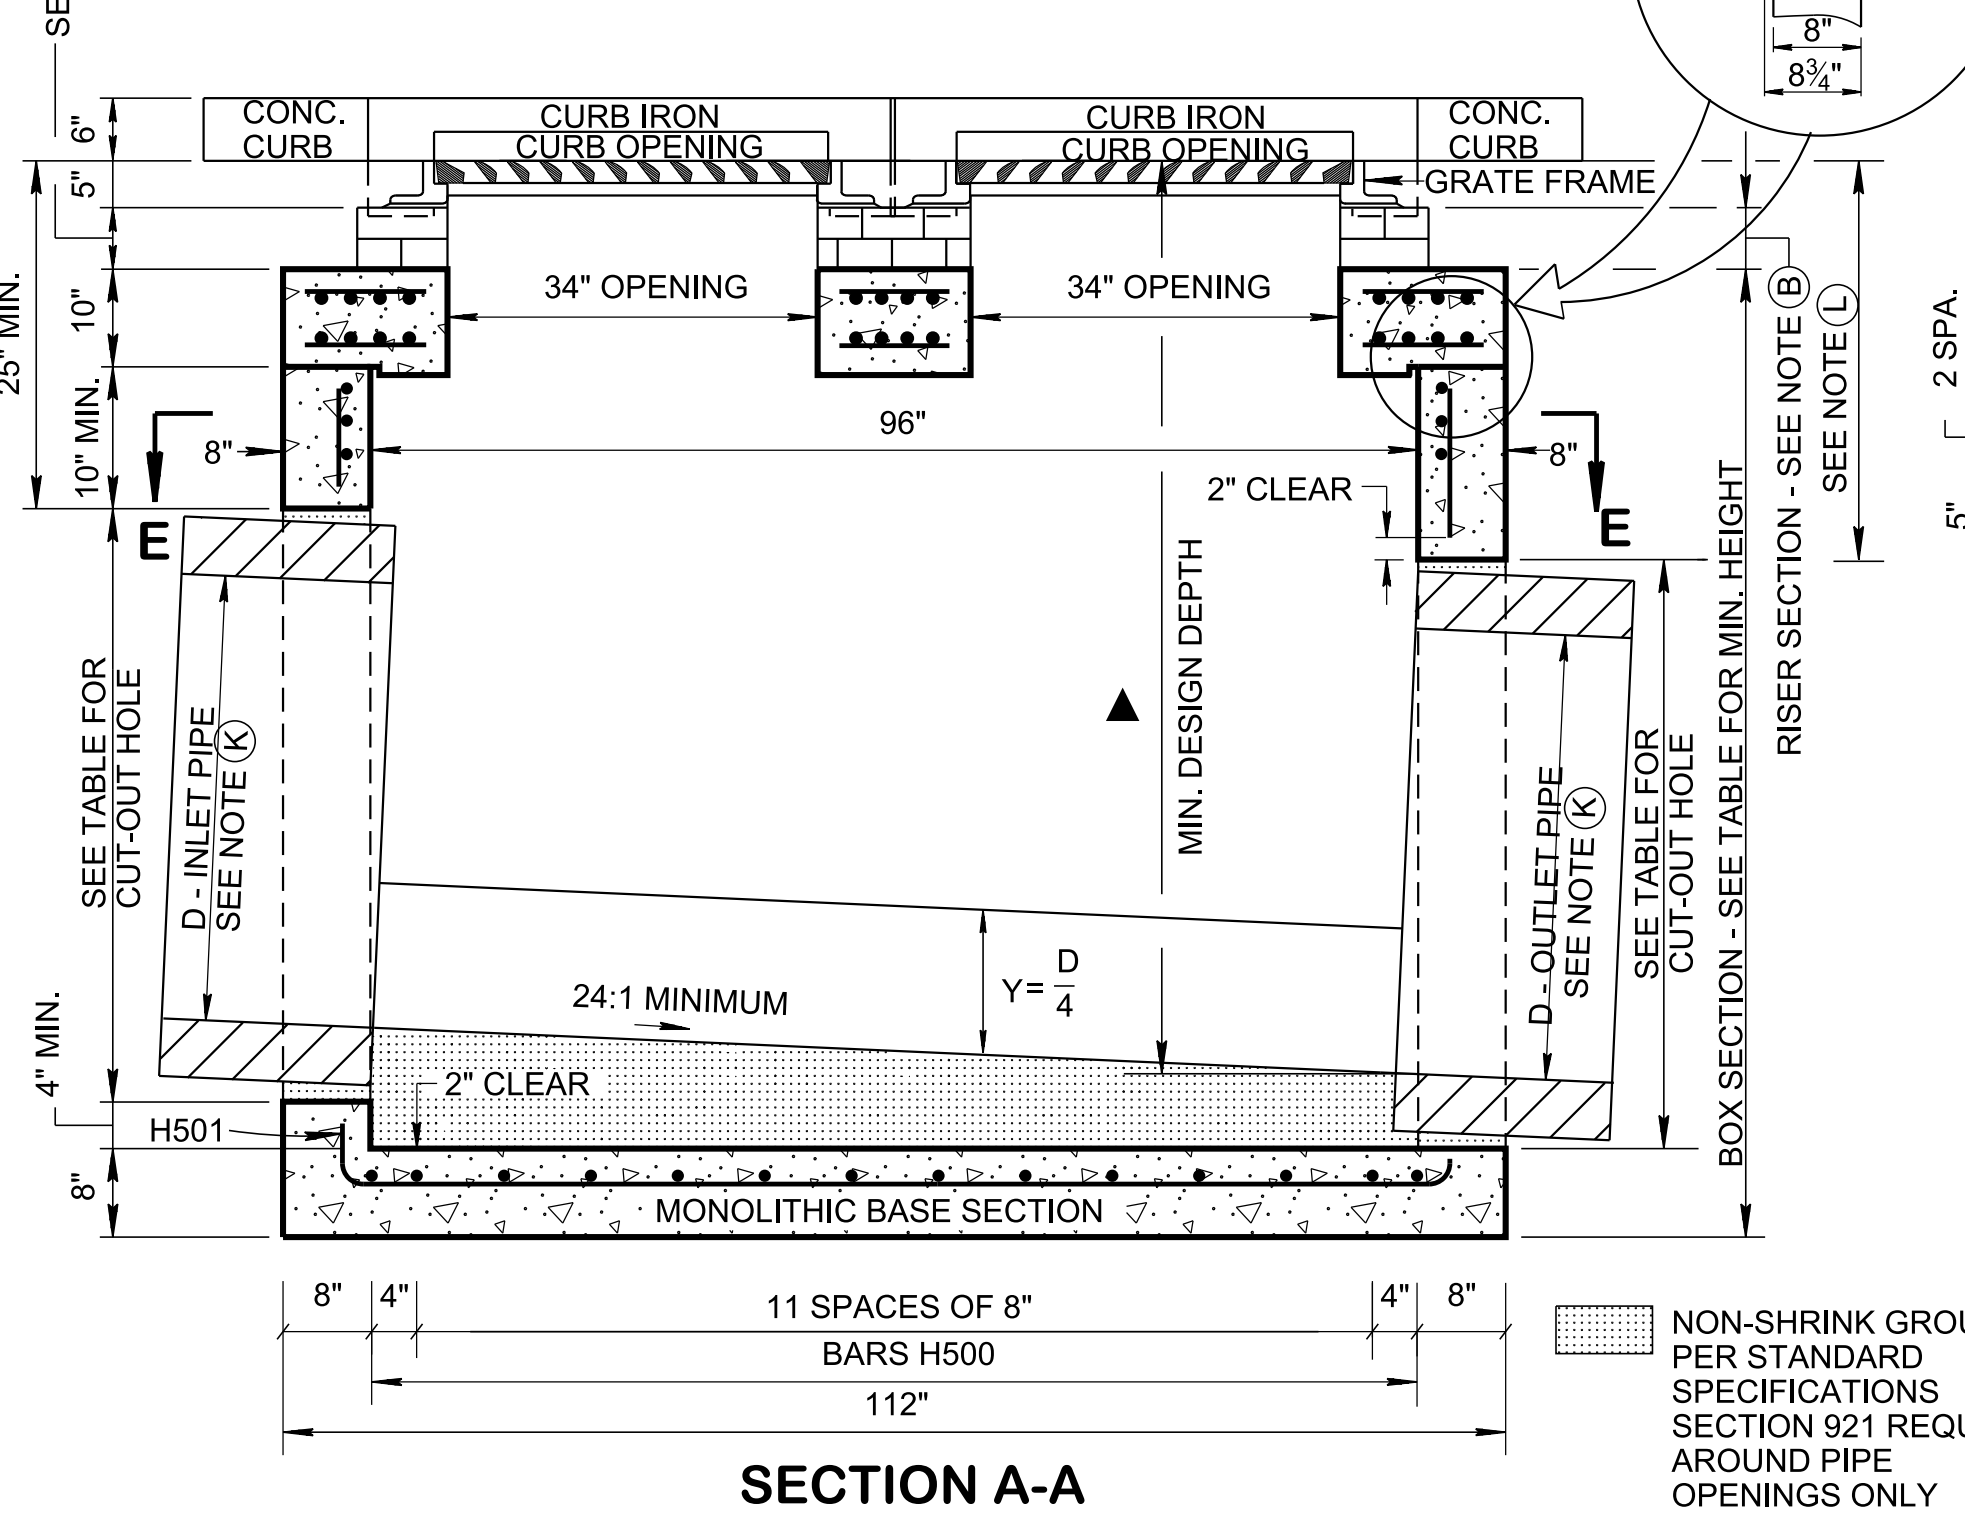 SE
8"
8¾"
CONC.
CURB
CURB IRON
CURB OPENING
CURB IRON
CURB OPENING
CONC.
CURB
6"
5"
GRATE FRAME
25" MIN.
10"
34" OPENING
34" OPENING
10" MIN.
96"
8"
8"
2" CLEAR
E
E
RISER SECTION - SEE NOTE B
SEE NOTE L
2 SPA.
5"
BOX SECTION - SEE TABLE FOR MIN. HEIGHT
MIN. DESIGN DEPTH
SEE TABLE FOR
CUT-OUT HOLE
D - INLET PIPE
SEE NOTE K
D - OUTLET PIPE
SEE NOTE K
SEE TABLE FOR
CUT-OUT HOLE
24:1 MINIMUM
Y= D
4
4" MIN.
2" CLEAR
H501
8"
MONOLITHIC BASE SECTION
8"
4"
11 SPACES OF 8"
4"
8"
BARS H500
112"
SECTION A-A
NON-SHRINK GROU
PER STANDARD
SPECIFICATIONS
SECTION 921 REQU
AROUND PIPE
OPENINGS ONLY